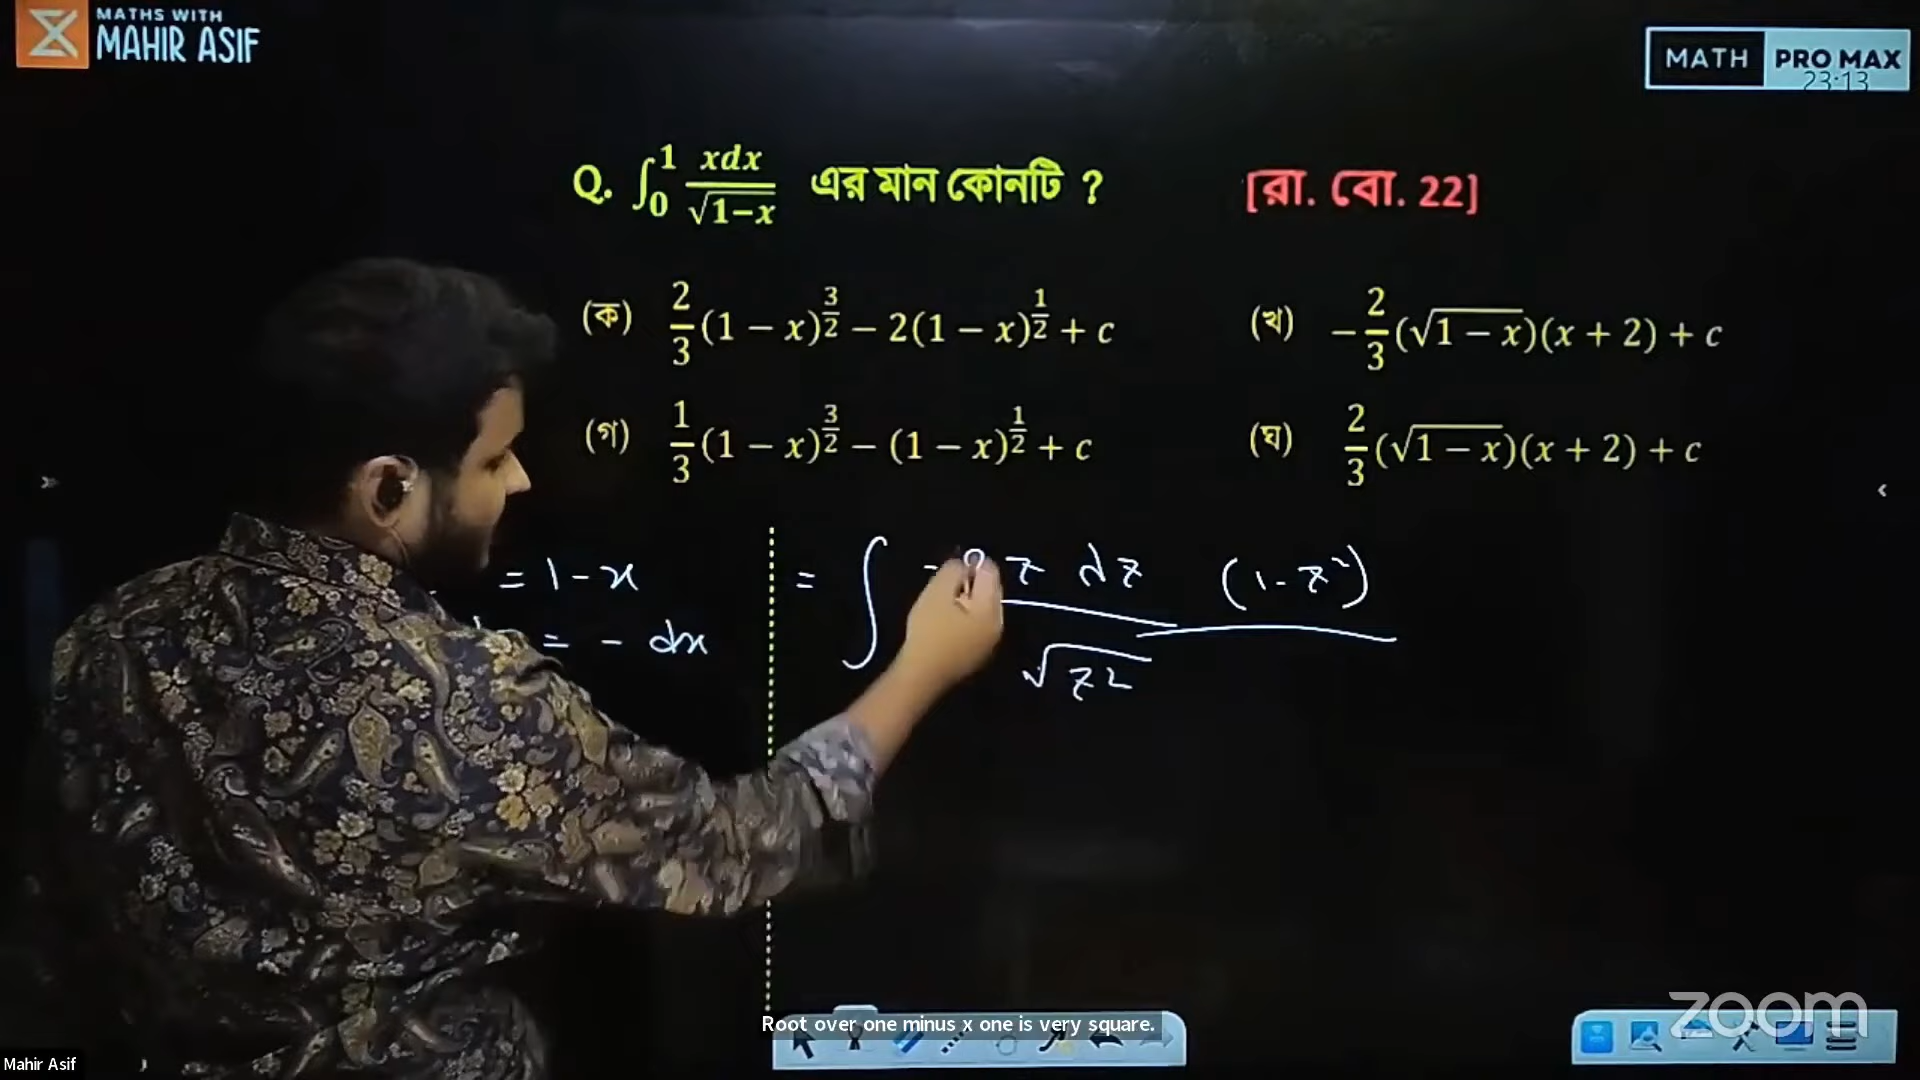 MATHS WITH
MAHIR ASIF
MATH PRO MAX
23:13
Q. ∫₀¹ xdx/√(1−x) এর মান কোনটি ? [রা. বো. 22]
(ক) 2/3(1 − x)^(3/2) − 2(1 − x)^(1/2) + c
(খ) −2/3(√(1 − x))(x + 2) + c
(গ) 1/3(1 − x)^(3/2) − (1 − x)^(1/2) + c
(ঘ) 2/3(√(1 − x))(x + 2) + c
= 1 - x
= - dx
= ∫ z dz (1 - z²)
√z²
Root over one minus x one is very square.
zoom
Mahir Asif